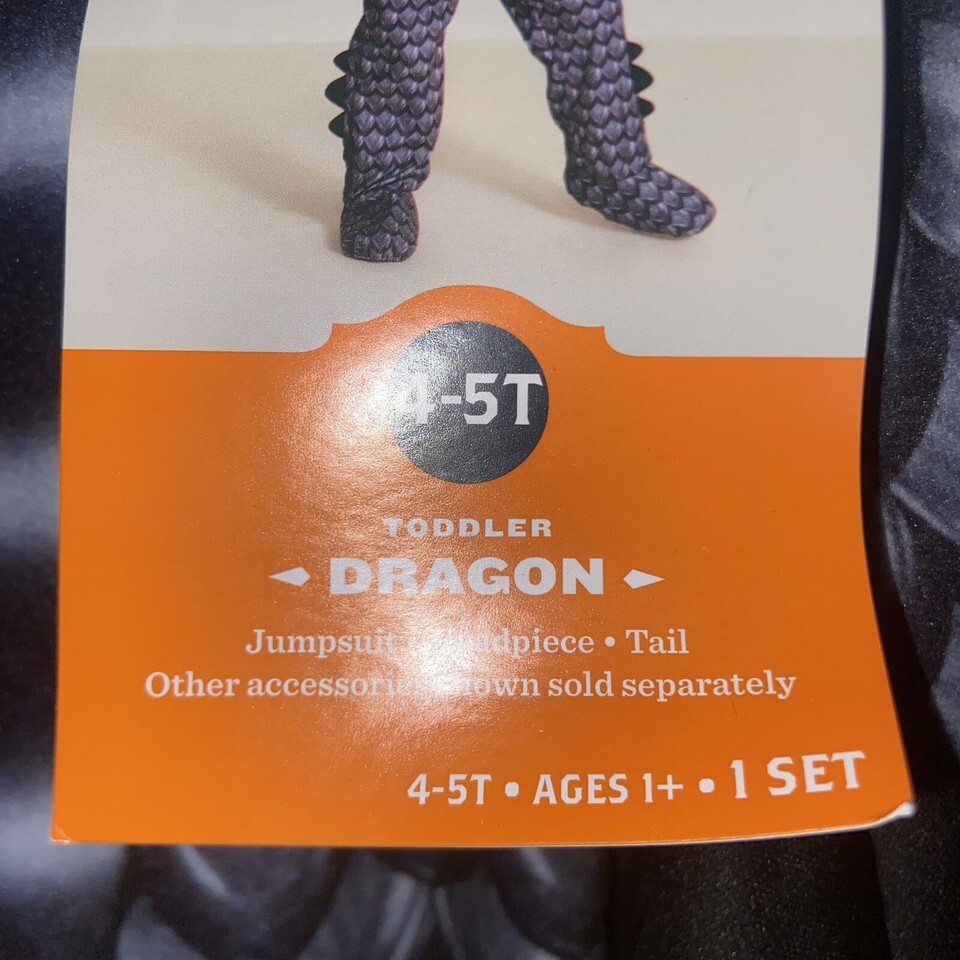 4-5T
TODDLER
DRAGON
Jumpsuit • Headpiece • Tail
Other accessories shown sold separately
4-5T • AGES 1+ • 1 SET